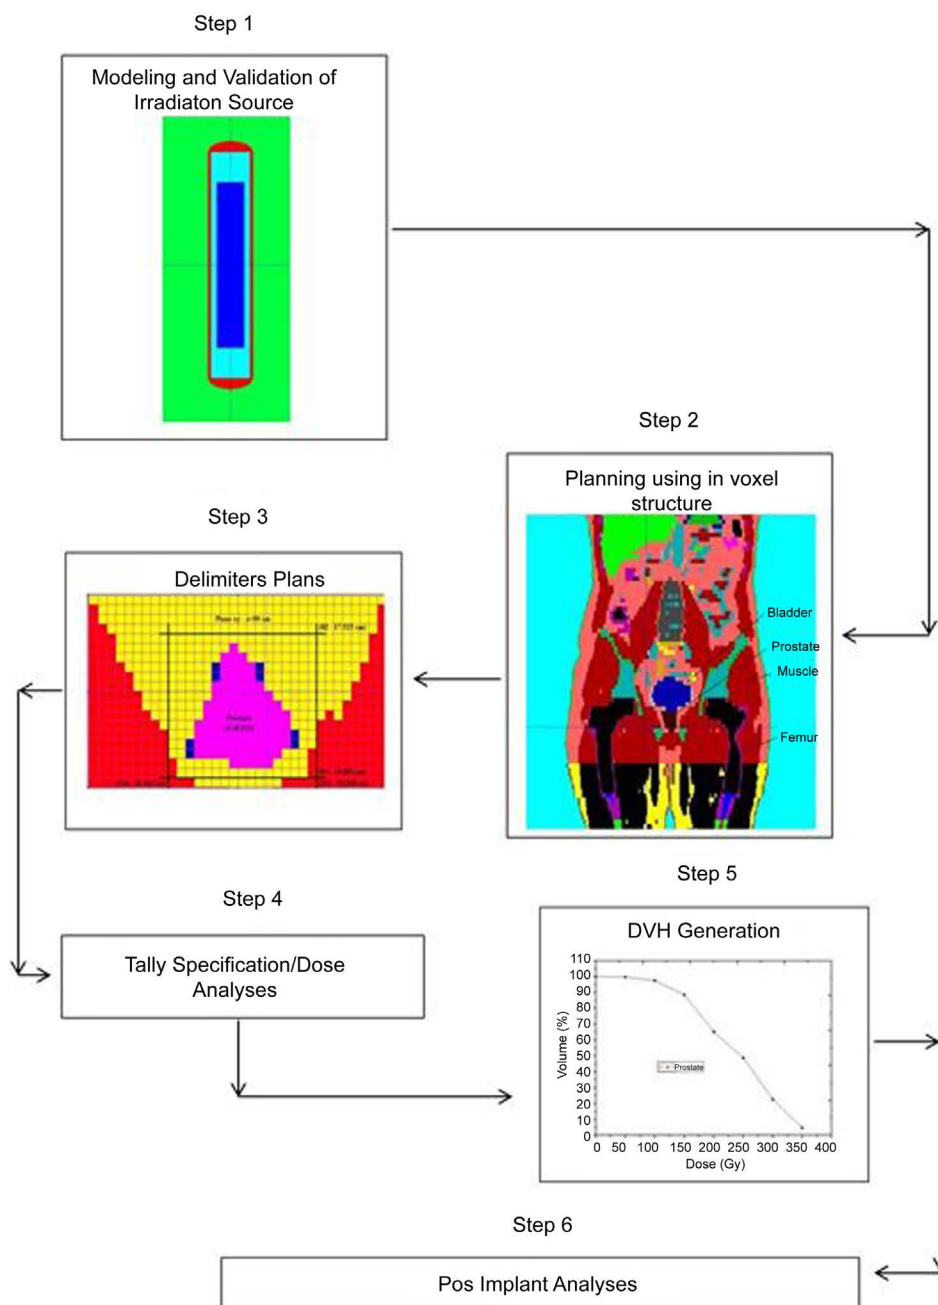 Step 1
Modeling and Validation of
Irradiaton Source
Step 2
Planning using in voxel
structure
Bladder
Prostate
Muscle
Femur
Step 3
Delimiters Plans
Step 4
Tally Specification/Dose
Analyses
Step 5
DVH Generation
110
100
90
80
70
60
50
40
30
20
10
0
Volume (%)
Prostate
0 50 100 150 200 250 300 350 400
Dose (Gy)
Step 6
Pos Implant Analyses